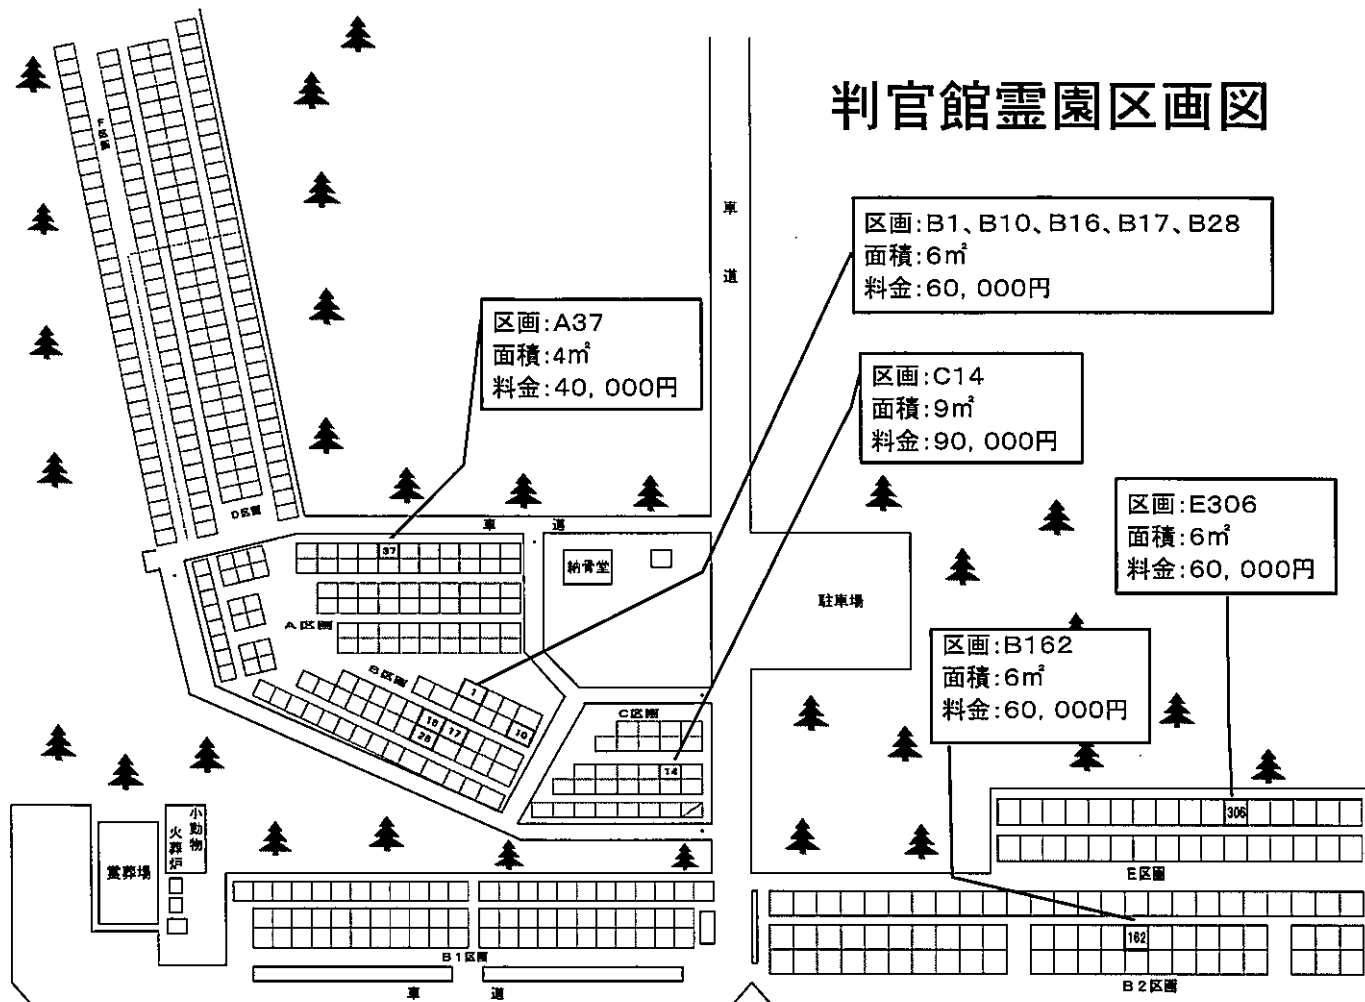 判官館霊園区画図
F区画
車
道
区画:B1、B10、B16、B17、B28
面積:6㎡
料金:60,000円
区画:A37
面積:4㎡
料金:40,000円
区画:C14
面積:9㎡
料金:90,000円
区画:E306
面積:6㎡
料金:60,000円
D区画
車 道
37
納骨堂
駐車場
A区画
区画:B162
面積:6㎡
料金:60,000円
B区画
1
16
17
10
28
C区画
14
306
小動物
火葬炉
葬場
E区画
162
B1区画
B2区画
車 道